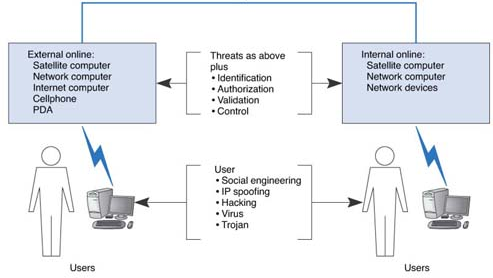 External online:
Satellite computer
Network computer
Internet computer
Cellphone
PDA
Threats as above
plus
• Identification
• Authorization
• Validation
• Control
Internal online:
Satellite computer
Network computer
Network devices
User
• Social engineering
• IP spoofing
• Hacking
• Virus
• Trojan
Users
Users